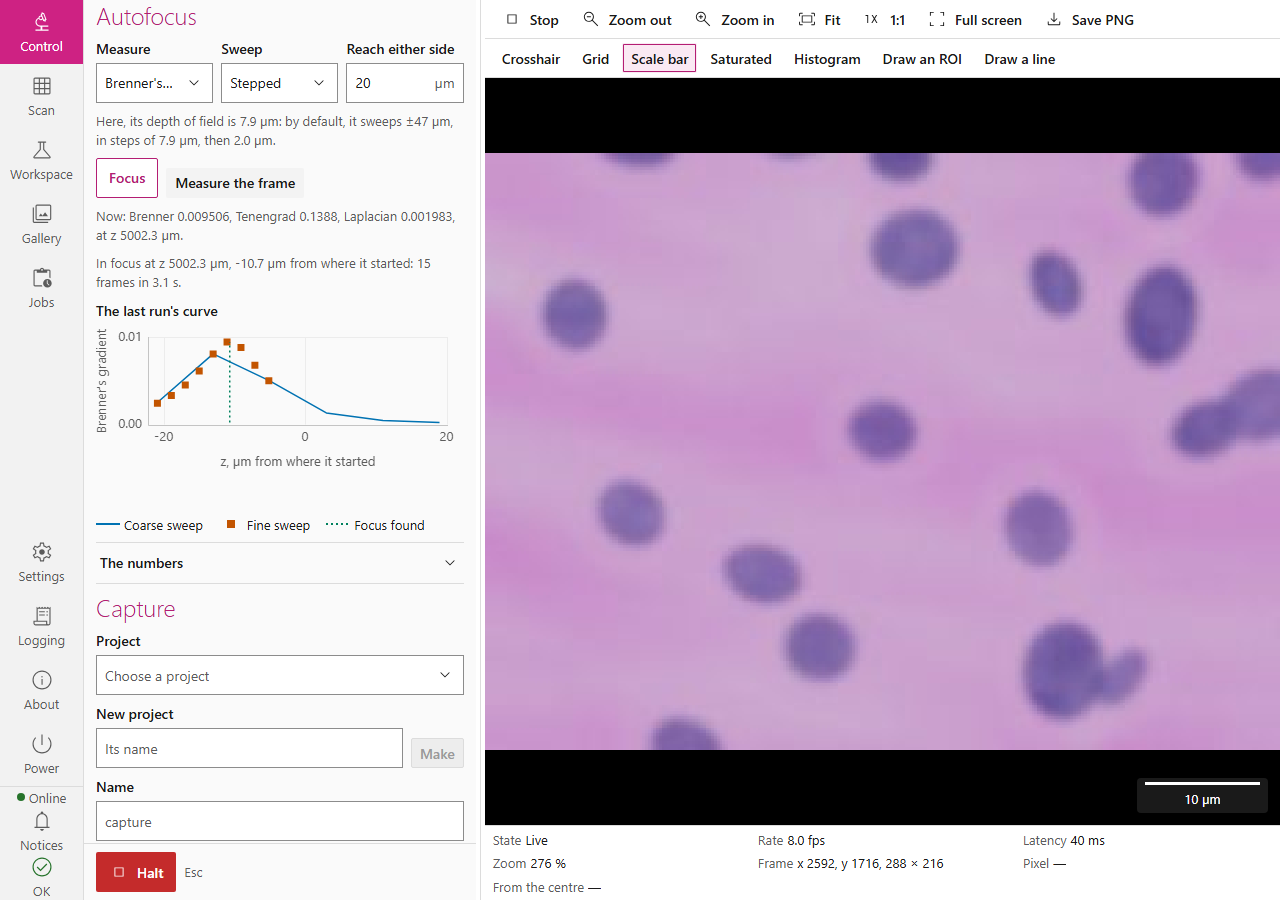 Control
Scan
Workspace
Gallery
Jobs
Settings
Logging
About
Power
Online
Notices
OK
Autofocus
Measure
Sweep
Reach either side
Brenner's...
Stepped
20
µm
Here, its depth of field is 7.9 µm: by default, it sweeps ±47 µm,
in steps of 7.9 µm, then 2.0 µm.
Focus
Measure the frame
Now: Brenner 0.009506, Tenengrad 0.1388, Laplacian 0.001983,
at z 5002.3 µm.
In focus at z 5002.3 µm, -10.7 µm from where it started: 15
frames in 3.1 s.
The last run's curve
Brenner's gradient
0.01
0.00
-20
0
20
z, µm from where it started
Coarse sweep
Fine sweep
Focus found
The numbers
Capture
Project
Choose a project
New project
Its name
Make
Name
capture
Halt
Esc
Stop
Zoom out
Zoom in
Fit
1X
1:1
Full screen
Save PNG
Crosshair
Grid
Scale bar
Saturated
Histogram
Draw an ROI
Draw a line
10 µm
State Live
Rate 8.0 fps
Latency 40 ms
Zoom 276 %
Frame x 2592, y 1716, 288 × 216
Pixel —
From the centre —